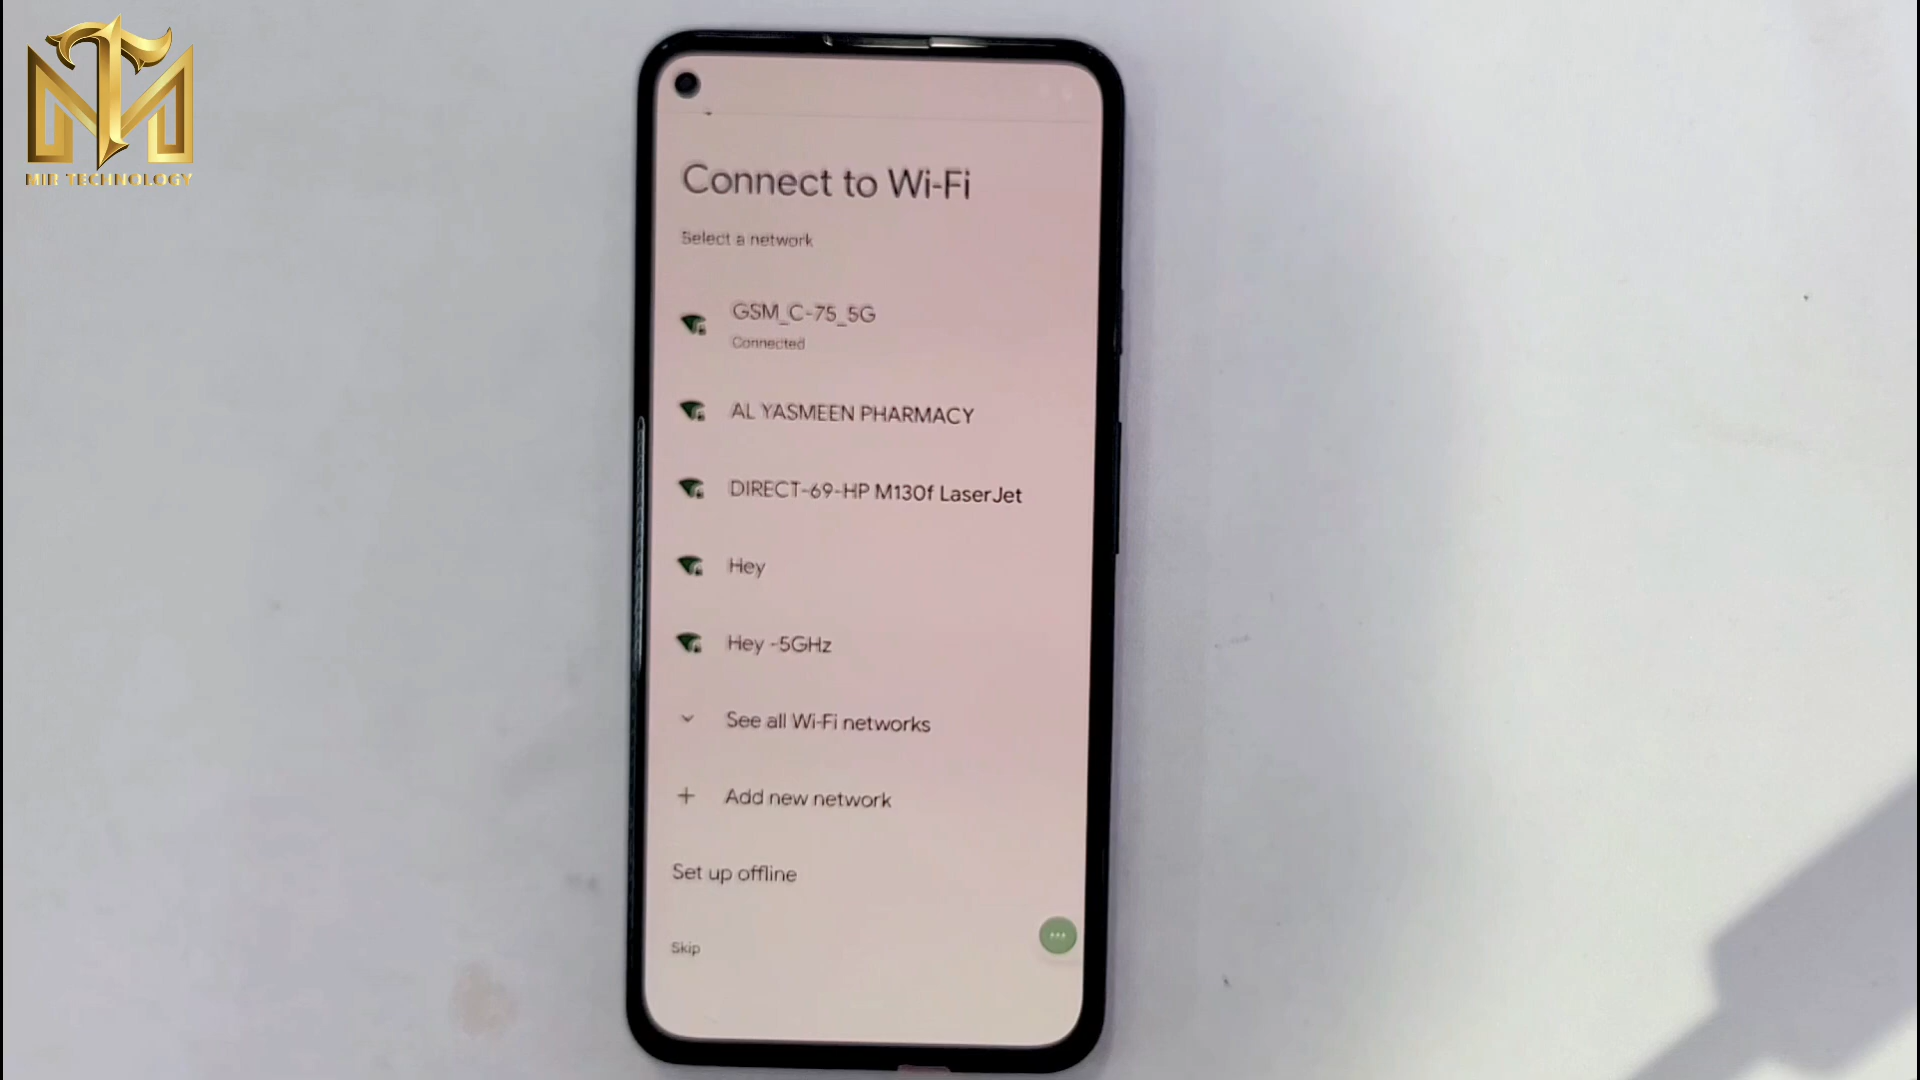 MIR TECHNOLOGY
Connect to Wi-Fi
Select a network
GSM_C-75_5G
Connected
AL YASMEEN PHARMACY
DIRECT-69-HP M130f LaserJet
Hey
Hey -5GHz
See all Wi-Fi networks
Add new network
Set up offline
Skip